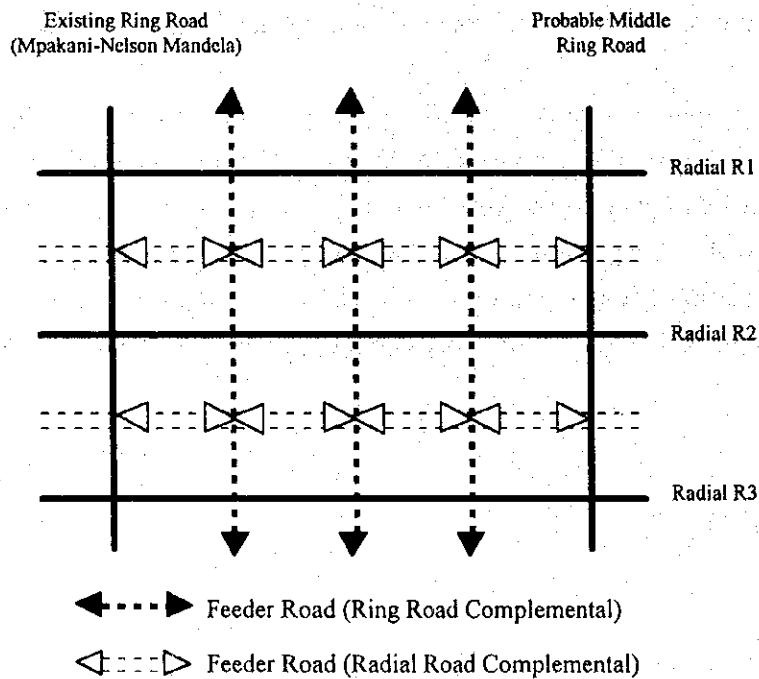 Existing Ring Road
(Mpakani-Nelson Mandela)
Probable Middle
Ring Road
Radial R1
Radial R2
Radial R3
Feeder Road (Ring Road Complemental)
Feeder Road (Radial Road Complemental)